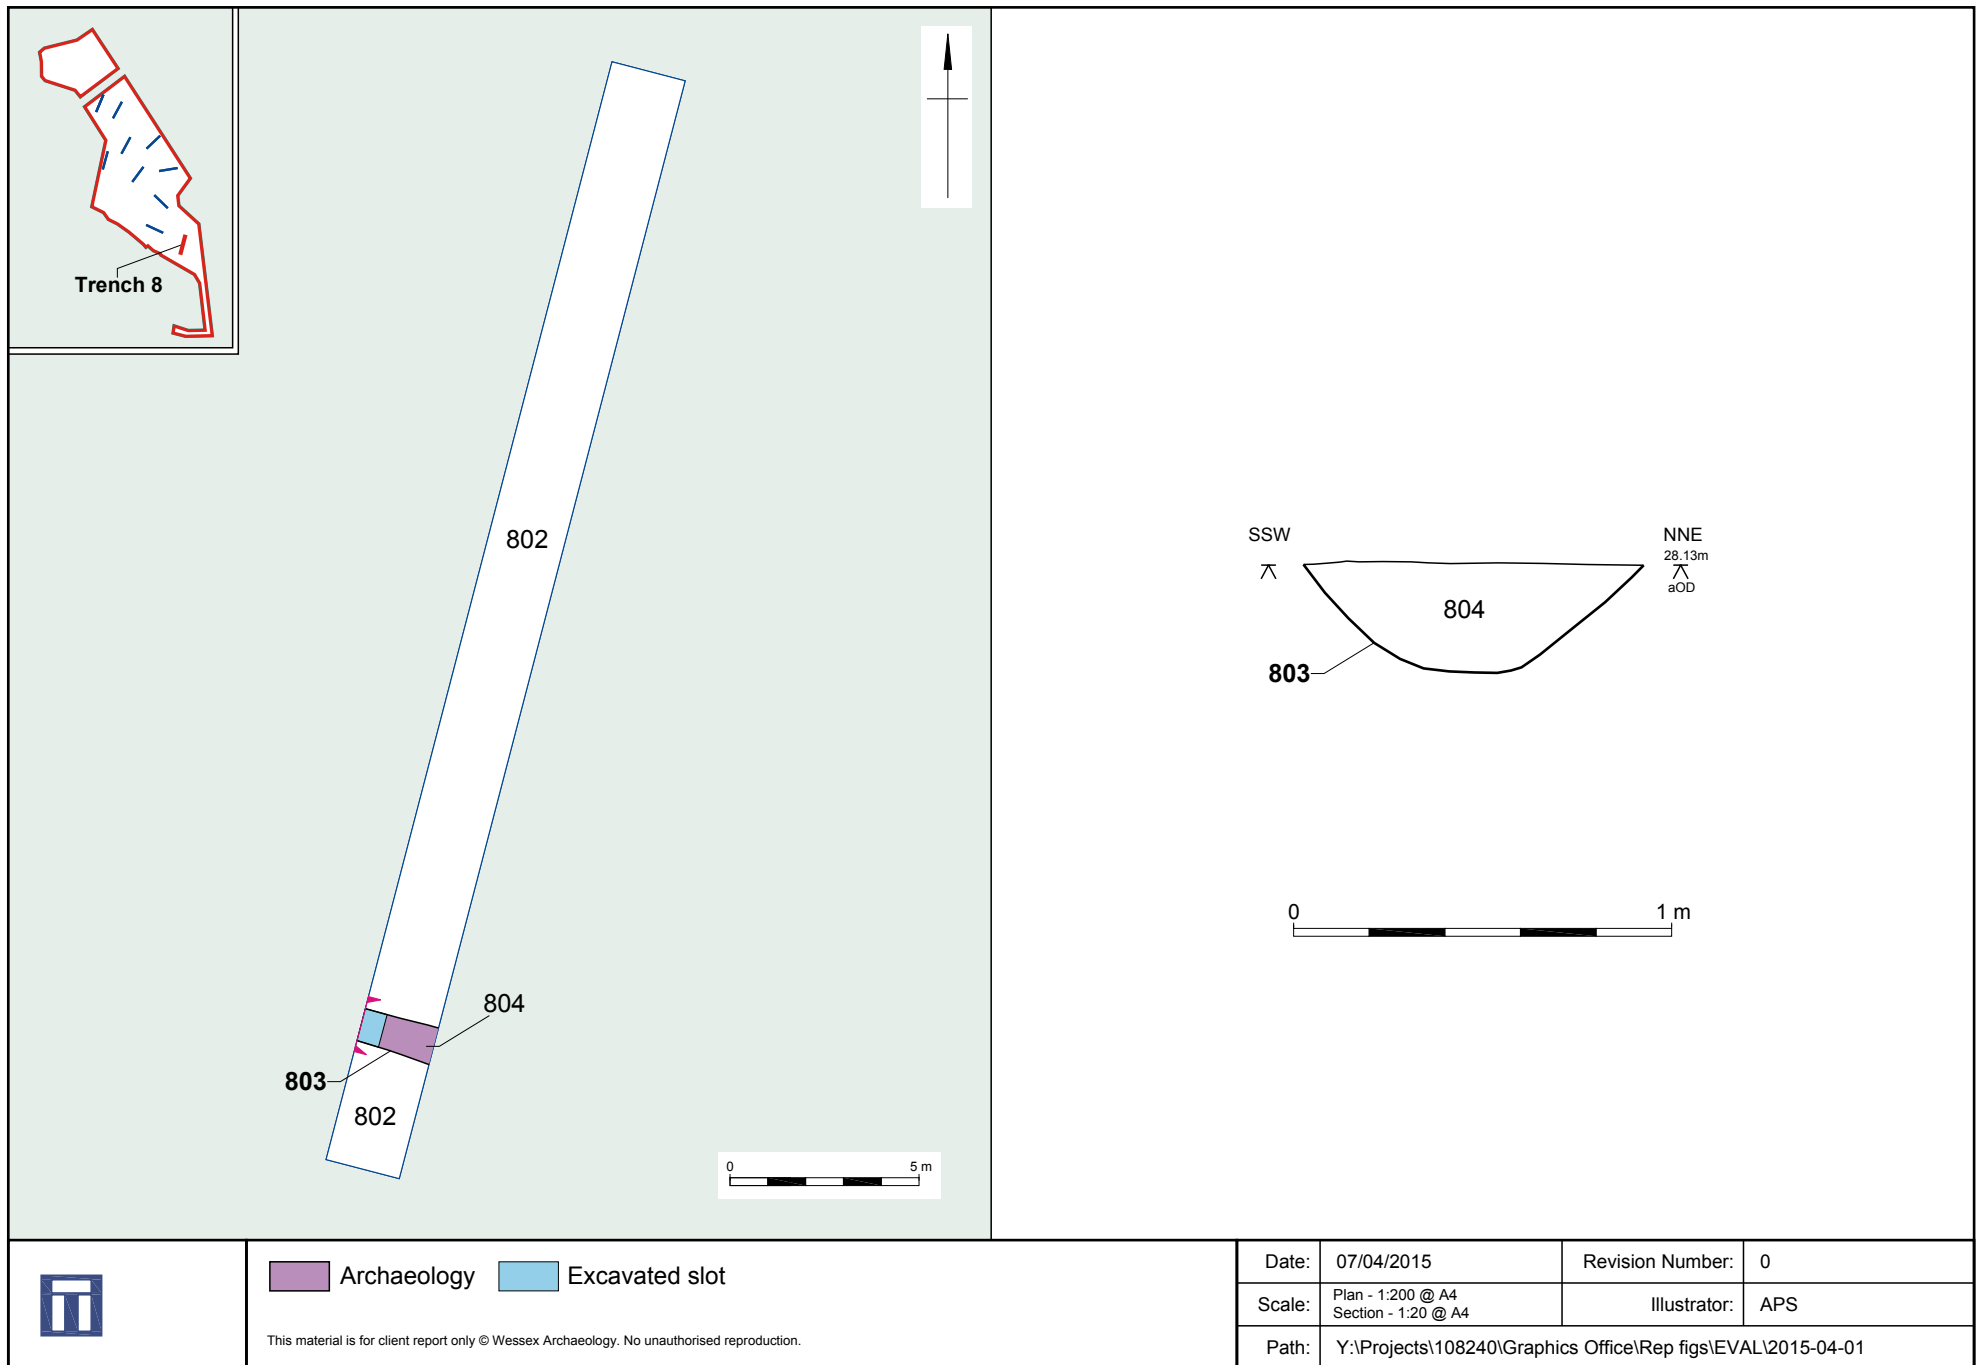 Trench 8
802
804
803
802
0 5 m
SSW
NNE
28.13m
aOD
804
803
0 1 m
Archaeology
Excavated slot
This material is for client report only © Wessex Archaeology. No unauthorised reproduction.
Date: 07/04/2015 Revision Number: 0
Scale: Plan - 1:200 @ A4
Section - 1:20 @ A4
Illustrator: APS
Path: Y:\Projects\108240\Graphics Office\Rep figs\EVAL\2015-04-01